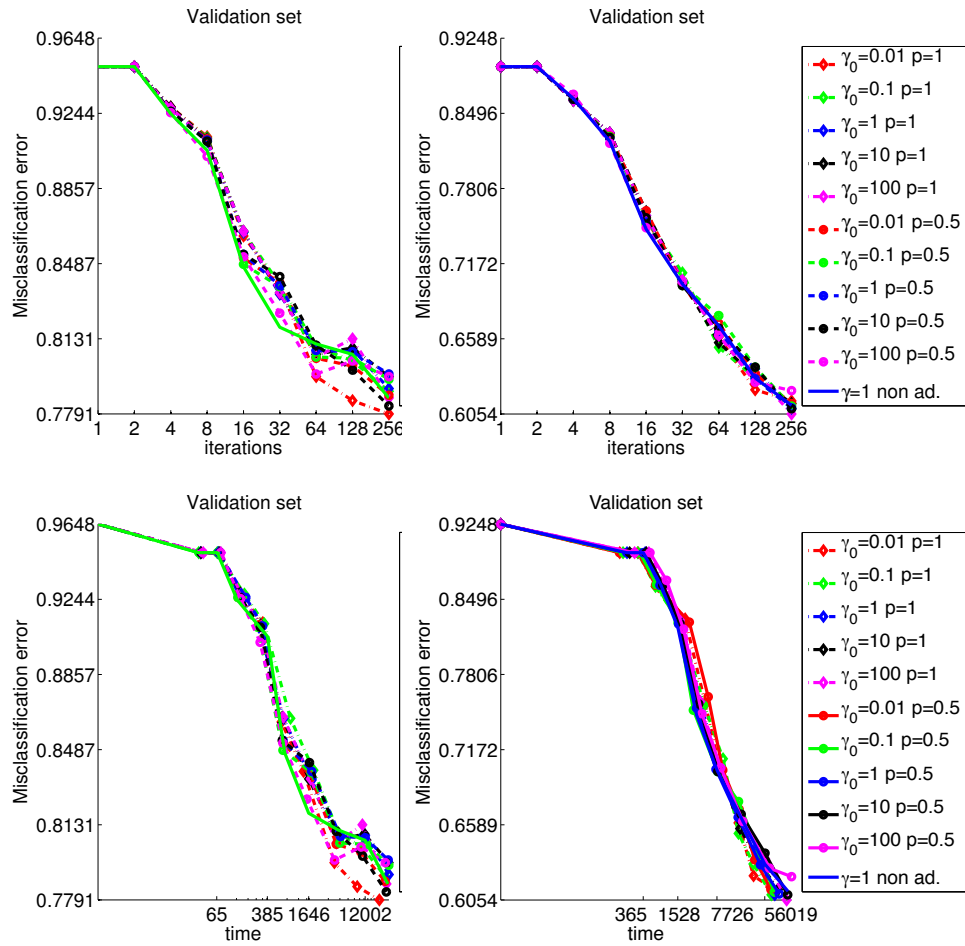 Validation set
0.9648
0.9244
0.8857
0.8487
0.8131
0.7791
Misclassification error
1 2 4 8 16 32 64 128 256
iterations
Validation set
0.9248
0.8496
0.7806
0.7172
0.6589
0.6054
Misclassification error
1 2 4 8 16 32 64 128 256
iterations
γ0=0.01 p=1
γ0=0.1 p=1
γ0=1 p=1
γ0=10 p=1
γ0=100 p=1
γ0=0.01 p=0.5
γ0=0.1 p=0.5
γ0=1 p=0.5
γ0=10 p=0.5
γ0=100 p=0.5
γ=1 non ad.
Validation set
0.9648
0.9244
0.8857
0.8487
0.8131
0.7791
Misclassification error
65 385 1646 12002
time
Validation set
0.9248
0.8496
0.7806
0.7172
0.6589
0.6054
Misclassification error
365 1528 7726 56019
time
γ0=0.01 p=1
γ0=0.1 p=1
γ0=1 p=1
γ0=10 p=1
γ0=100 p=1
γ0=0.01 p=0.5
γ0=0.1 p=0.5
γ0=1 p=0.5
γ0=10 p=0.5
γ0=100 p=0.5
γ=1 non ad.